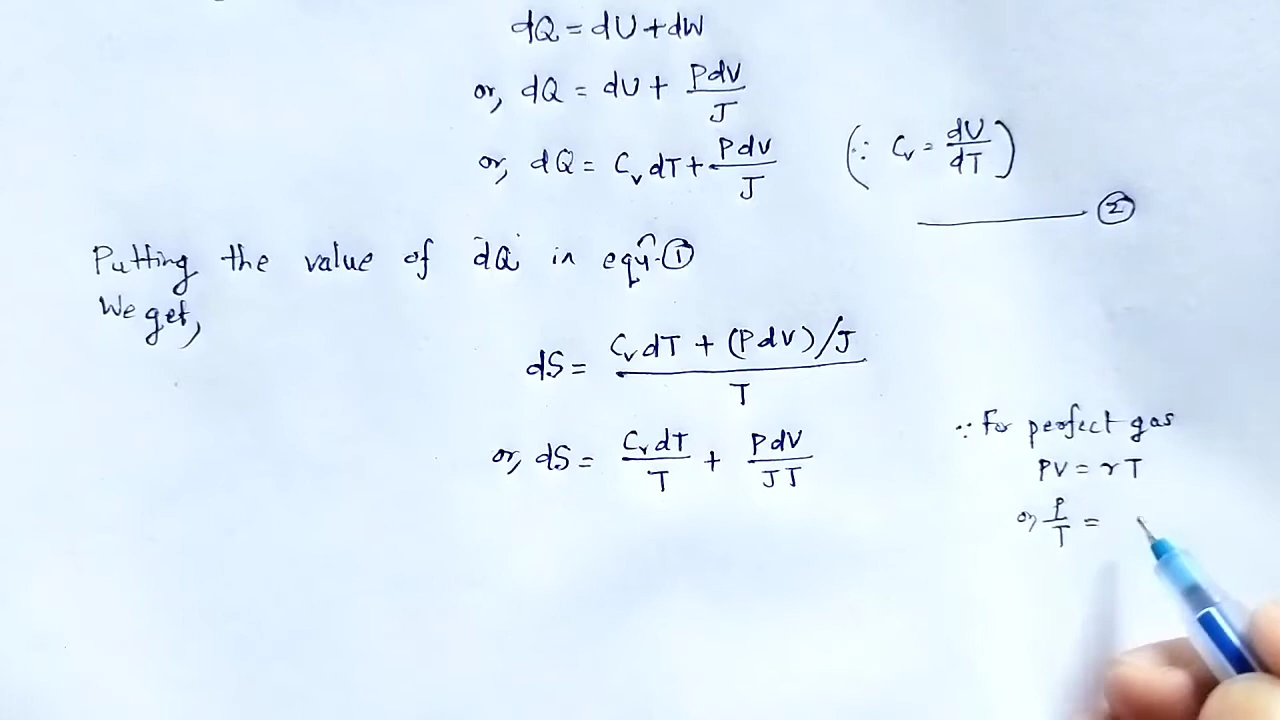 dQ = dU + dW
or, dQ = dU + PdV/J
or, dQ = CvdT + PdV/J (∵ Cv = dU/dT)
②
Putting the value of 'dQ' in eqn.①
We get,
dS = CvdT + (PdV)/J / T
or, dS = CvdT/T + PdV/JT
∵ For perfect gas
PV = rT
or, P/T =